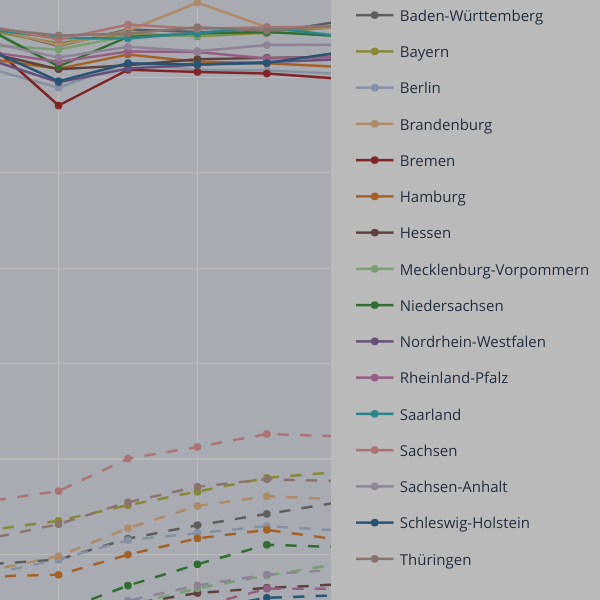 Baden-Württemberg
Bayern
Berlin
Brandenburg
Bremen
Hamburg
Hessen
Mecklenburg-Vorpommern
Niedersachsen
Nordrhein-Westfalen
Rheinland-Pfalz
Saarland
Sachsen
Sachsen-Anhalt
Schleswig-Holstein
Thüringen